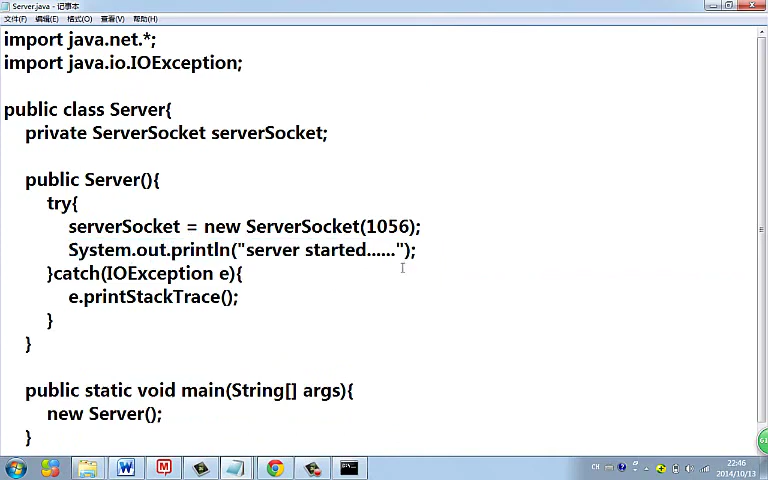 Server.java - 记事本
文件(F) 编辑(E) 格式(O) 查看(V) 帮助(H)
import java.net.*;
import java.io.IOException;
public class Server{
private ServerSocket serverSocket;
public Server(){
try{
serverSocket = new ServerSocket(1056);
System.out.println("server started......");
}catch(IOException e){
e.printStackTrace();
}
}
public static void main(String[] args){
new Server();
}
CH
22:46
2014/10/13